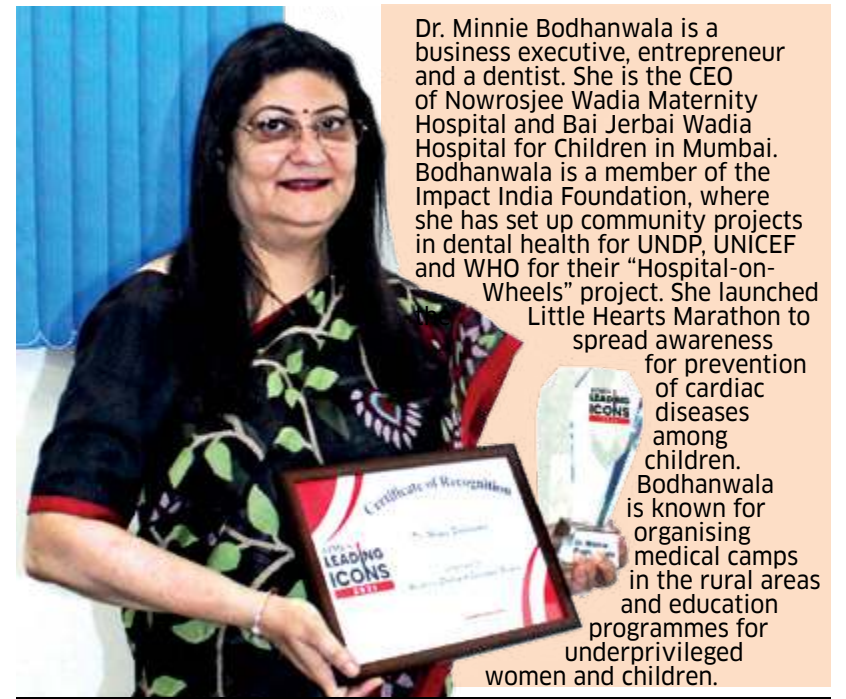 Dr. Minnie Bodhanwala is a
business executive, entrepreneur
and a dentist. She is the CEO
of Nowrosjee Wadia Maternity
Hospital and Bai Jerbai Wadia
Hospital for Children in Mumbai.
Bodhanwala is a member of the
Impact India Foundation, where
she has set up community projects
in dental health for UNDP, UNICEF
and WHO for their “Hospital-on-
Wheels” project. She launched
the Little Hearts Marathon to
spread awareness
for prevention
of cardiac
diseases
among
children.
Bodhanwala
is known for
organising
medical camps
in the rural areas
and education
programmes for
underprivileged
women and children.
LEADING
ICONS
Certificate of Recognition
LEADING
ICONS
2021